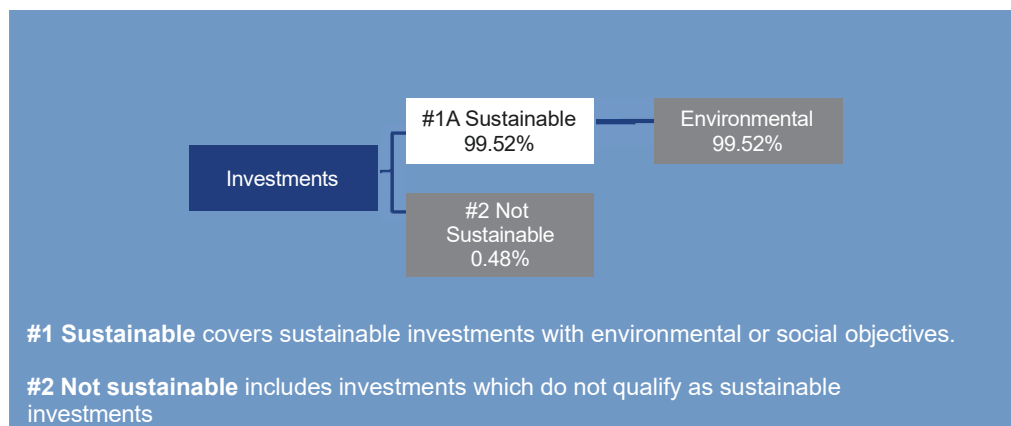 #1A Sustainable
99.52%
Environmental
99.52%
Investments
#2 Not
Sustainable
0.48%
#1 Sustainable covers sustainable investments with environmental or social objectives.
#2 Not sustainable includes investments which do not qualify as sustainable
investments